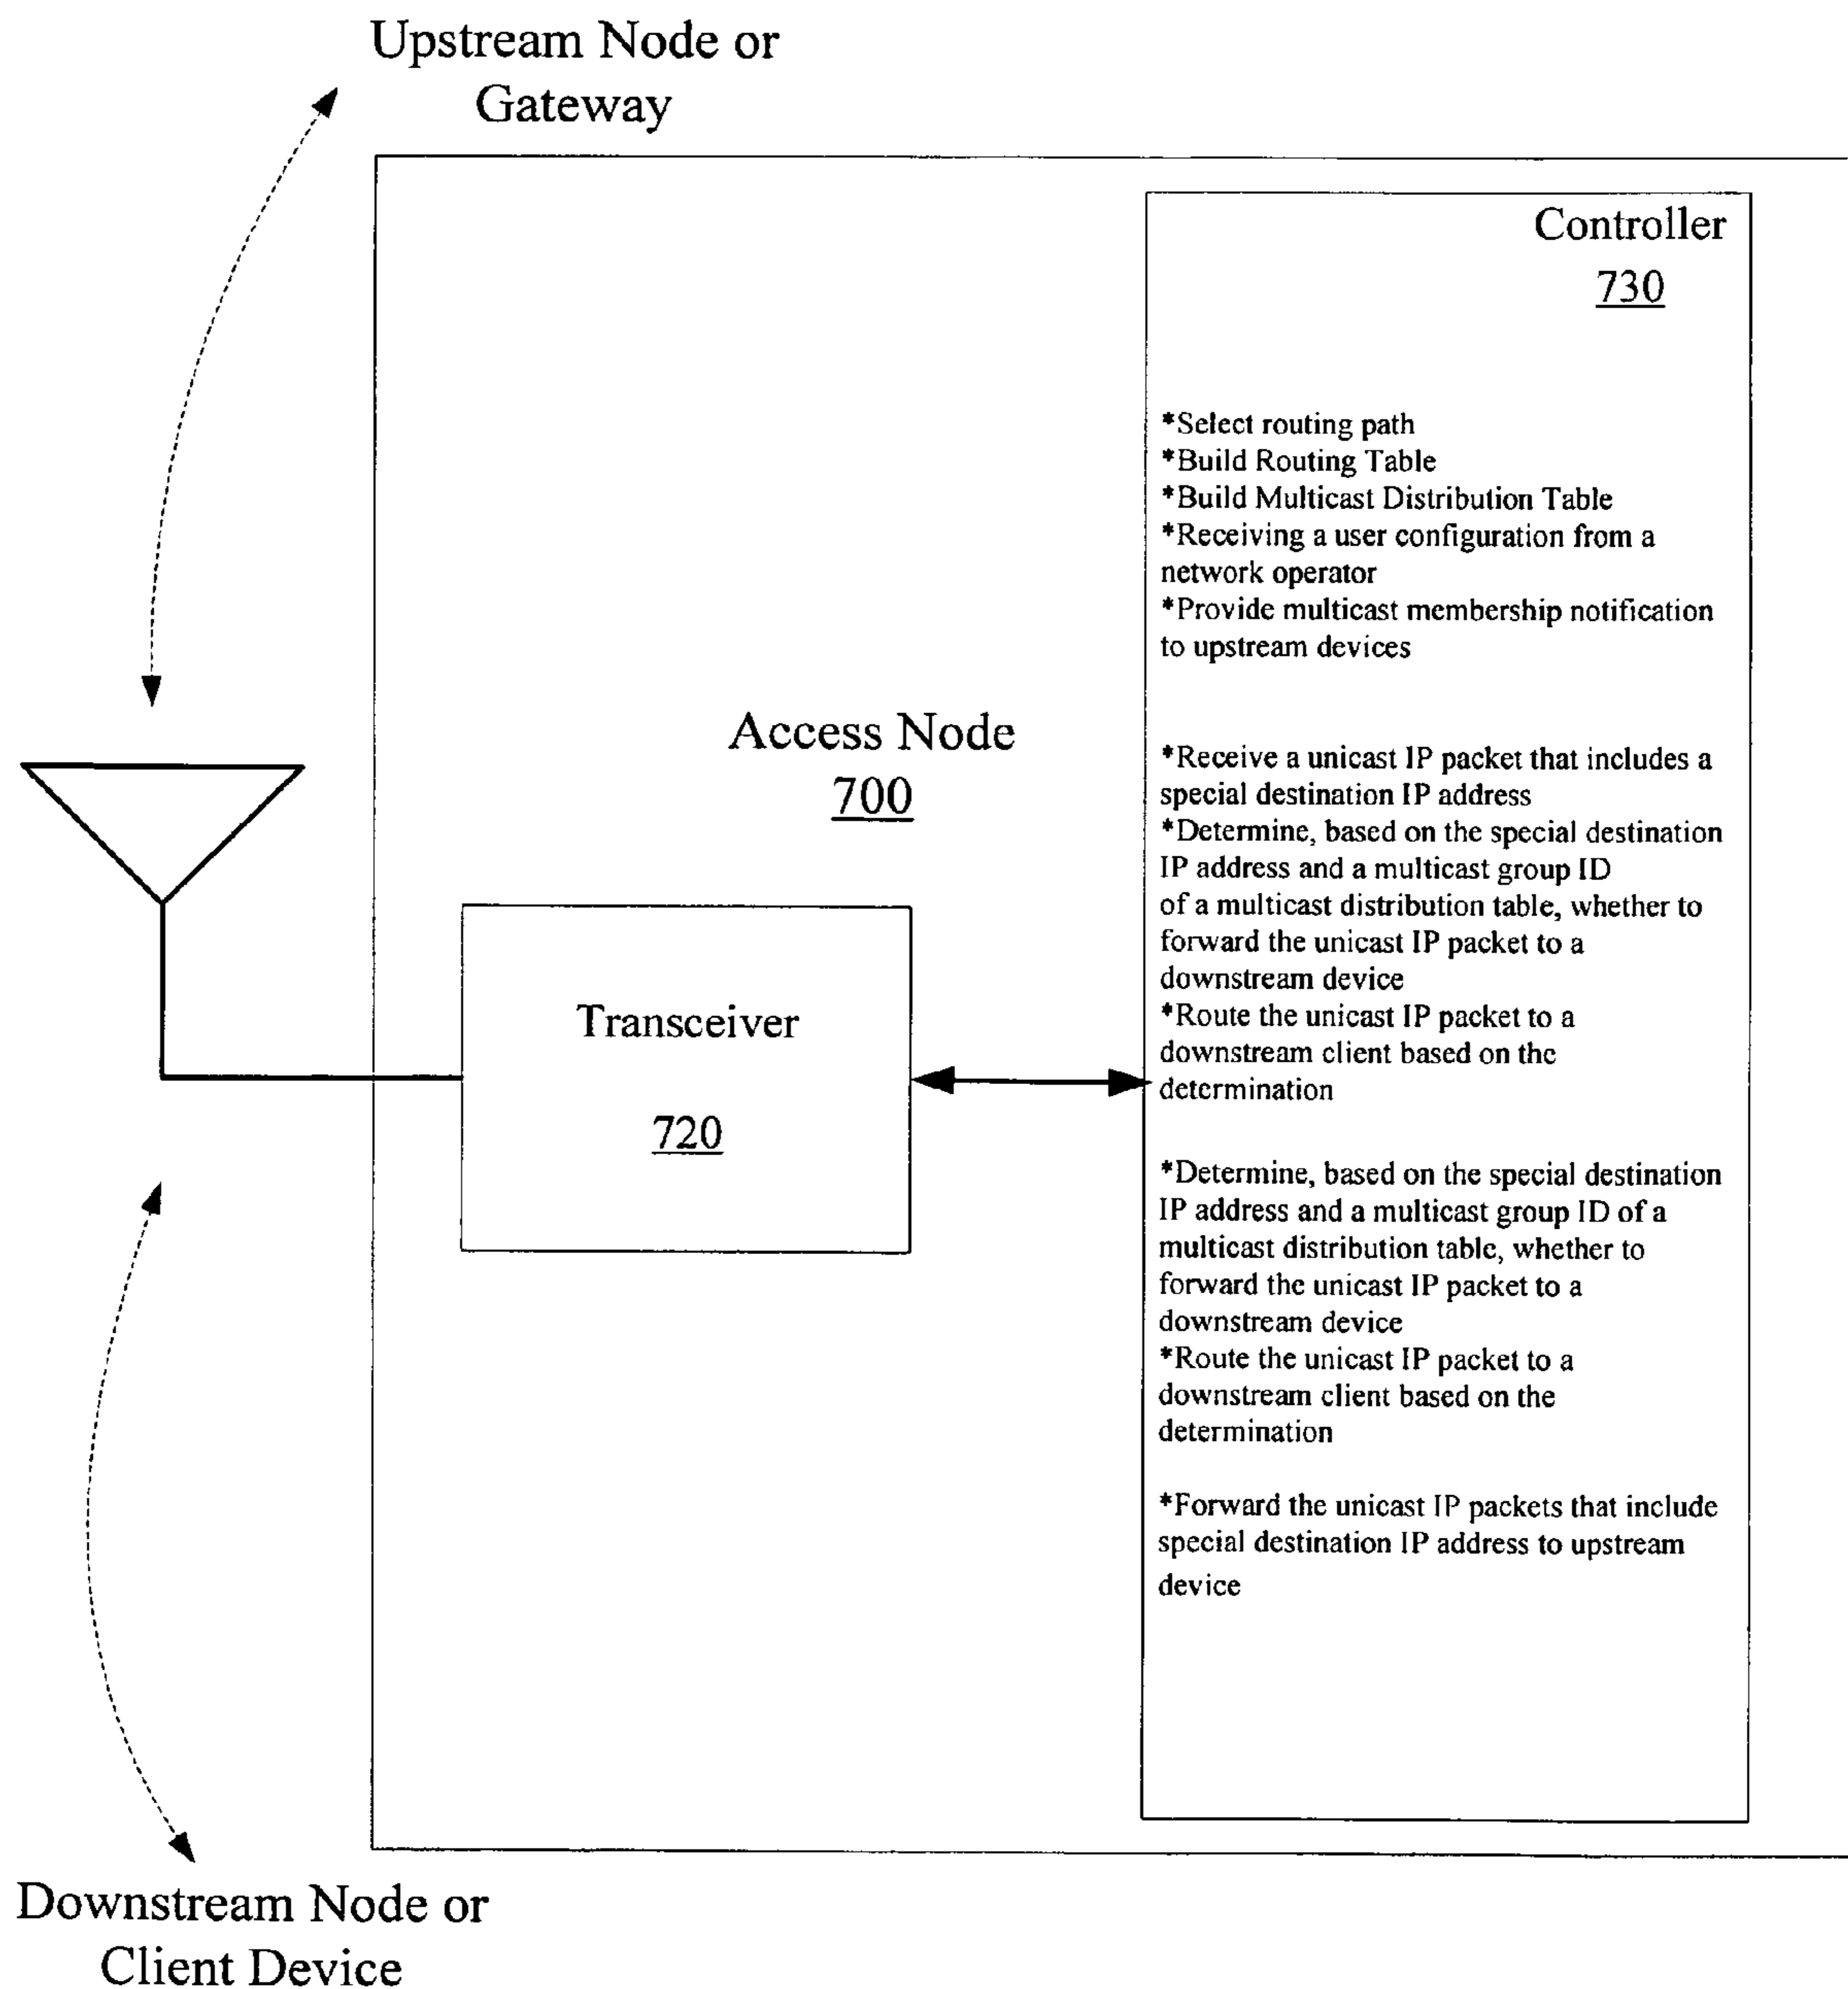 Upstream Node or
Gateway
Controller
730
*Select routing path
*Build Routing Table
*Build Multicast Distribution Table
*Receiving a user configuration from a
network operator
*Provide multicast membership notification
to upstream devices
Access Node
700
*Receive a unicast IP packet that includes a
special destination IP address
*Determine, based on the special destination
IP address and a multicast group ID
of a multicast distribution table, whether to
forward the unicast IP packet to a
downstream device
*Route the unicast IP packet to a
downstream client based on the
determination
Transceiver
720
*Determine, based on the special destination
IP address and a multicast group ID of a
multicast distribution table, whether to
forward the unicast IP packet to a
downstream device
*Route the unicast IP packet to a
downstream client based on the
determination
*Forward the unicast IP packets that include
special destination IP address to upstream
device
Downstream Node or
Client Device